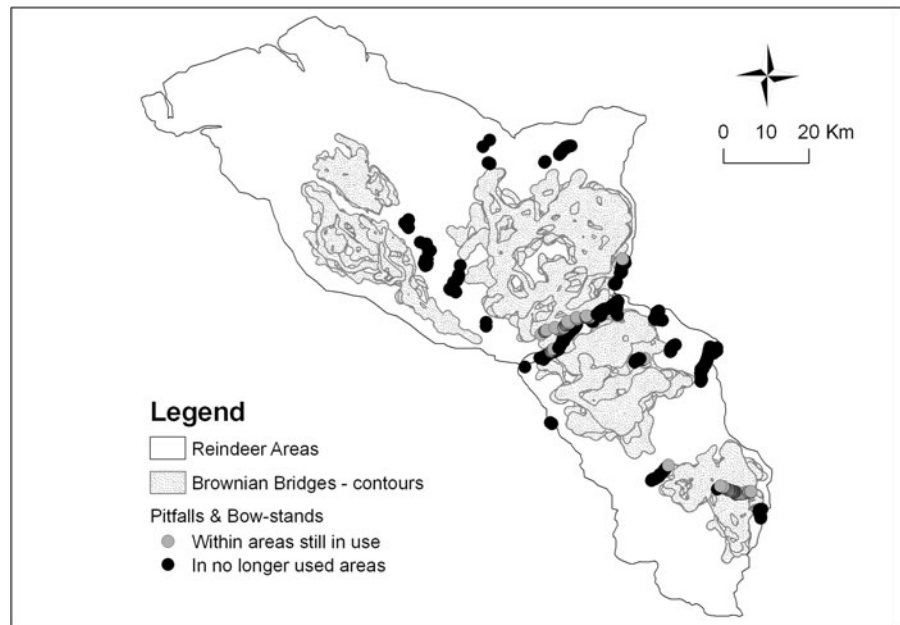 0 10 20 Km
Legend
Reindeer Areas
Brownian Bridges - contours
Pitfalls & Bow-stands
Within areas still in use
In no longer used areas